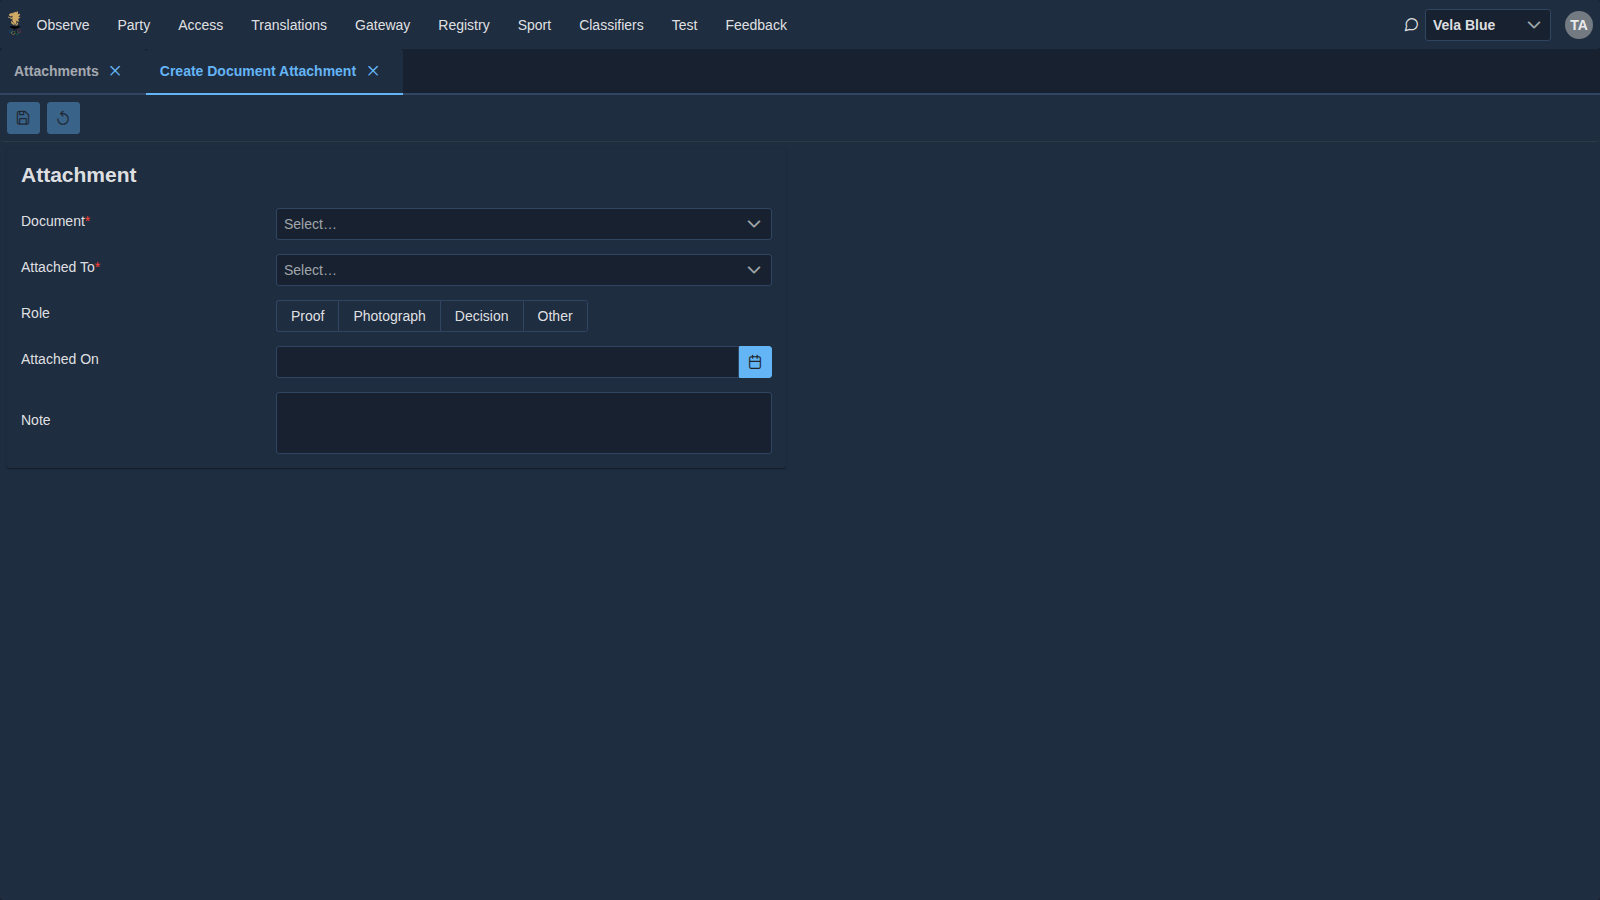 Observe Party Access Translations Gateway Registry Sport Classifiers Test Feedback Vela Blue TA
Attachments Create Document Attachment
Attachment
Document* Select...
Attached To* Select...
Role Proof Photograph Decision Other
Attached On
Note